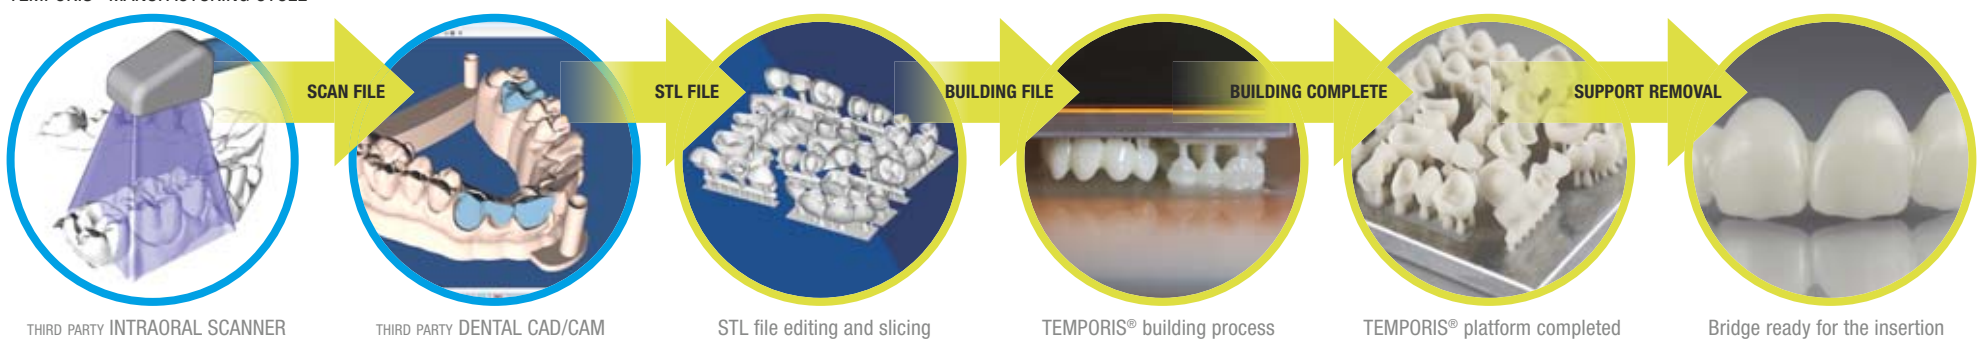 SCAN FILE
STL FILE
BUILDING FILE
BUILDING COMPLETE
SUPPORT REMOVAL
THIRD PARTY INTRAORAL SCANNER
THIRD PARTY DENTAL CAD/CAM
STL file editing and slicing
TEMPORIS® building process
TEMPORIS® platform completed
Bridge ready for the insertion